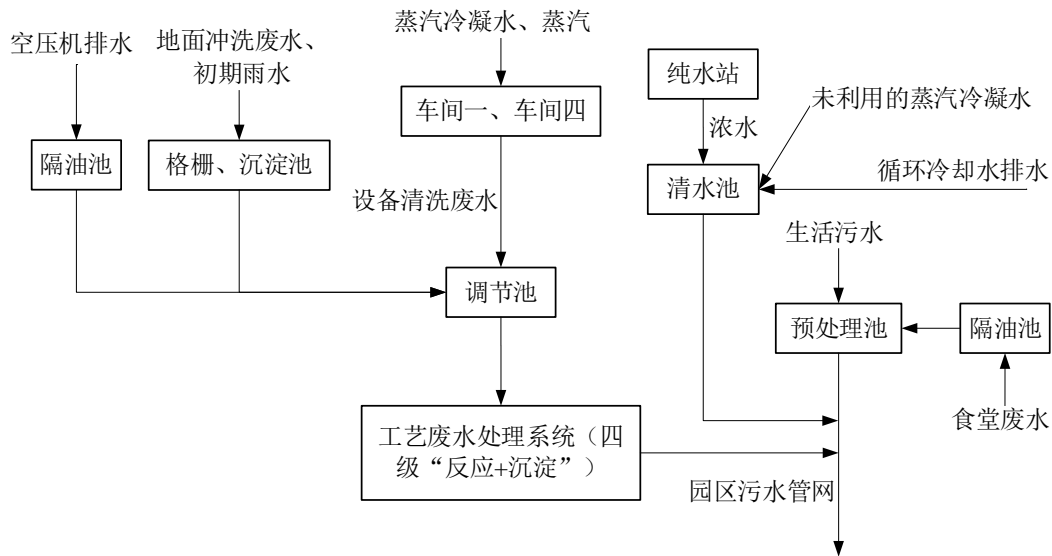 蒸汽冷凝水、蒸汽
空压机排水
地面冲洗废水、
初期雨水
纯水站
未利用的蒸汽冷凝水
车间一、车间四
浓水
隔油池
格栅、沉淀池
循环冷却水排水
清水池
设备清洗废水
生活污水
调节池
预处理池
隔油池
食堂废水
工艺废水处理系统（四
级“反应+沉淀”）
园区污水管网